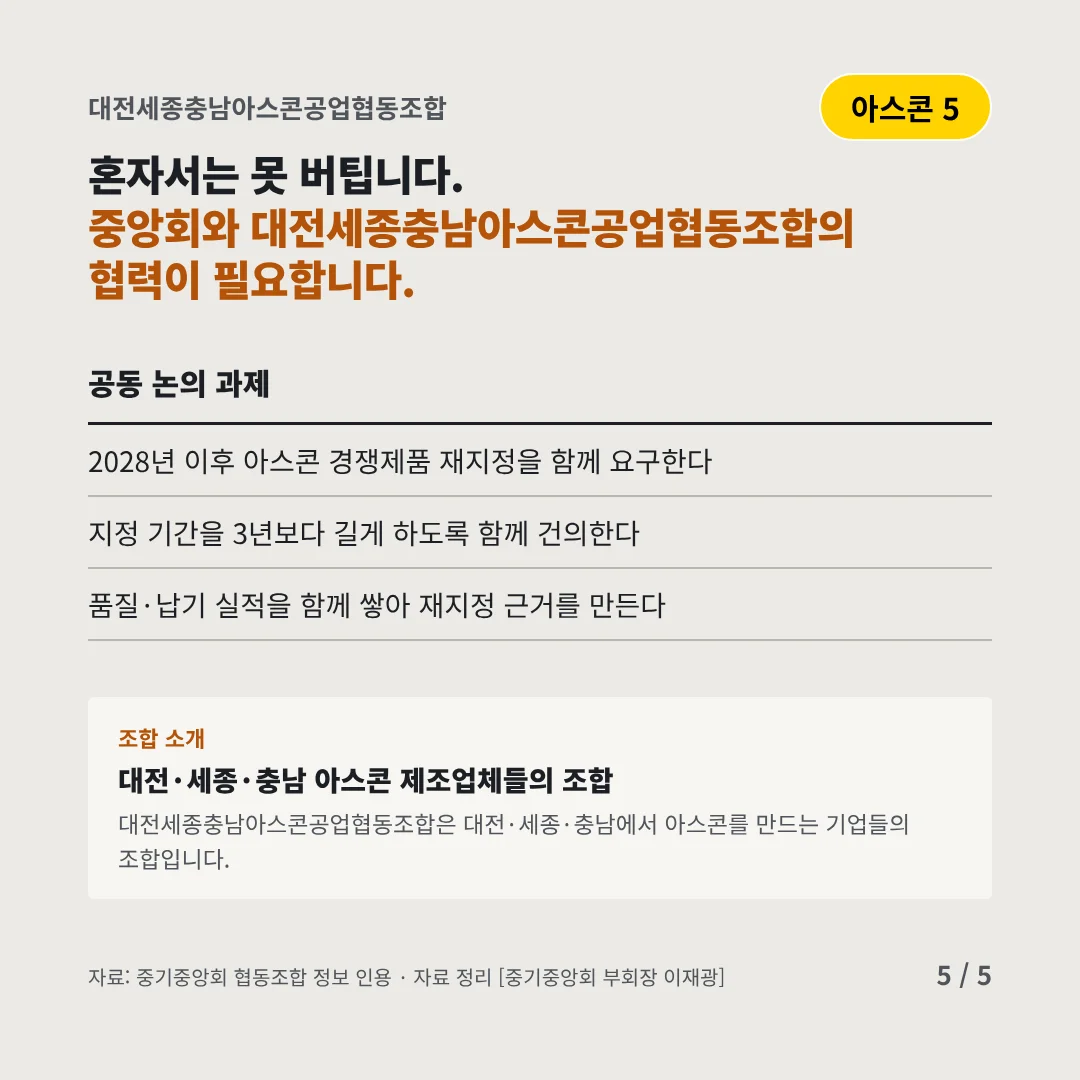 대전세종충남아스콘공업협동조합
아스콘 5
혼자서는 못 버팁니다.
중앙회와 대전세종충남아스콘공업협동조합의
협력이 필요합니다.
공동 논의 과제
2028년 이후 아스콘 경쟁제품 재지정을 함께 요구한다
지정 기간을 3년보다 길게 하도록 함께 건의한다
품질·납기 실적을 함께 쌓아 재지정 근거를 만든다
조합 소개
대전·세종·충남 아스콘 제조업체들의 조합
대전세종충남아스콘공업협동조합은 대전·세종·충남에서 아스콘를 만드는 기업들의
조합입니다.
자료: 중기중앙회 협동조합 정보 인용 · 자료 정리 [중기중앙회 부회장 이재광]
5 / 5